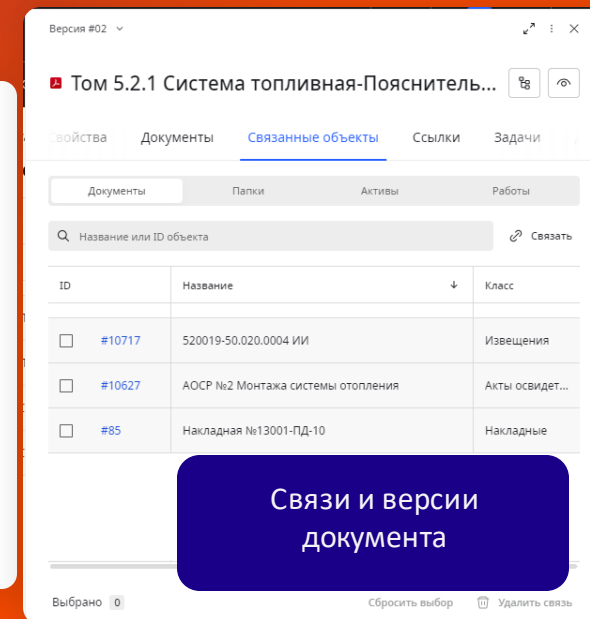 Версия #02
Том 5.2.1 Система топливная-Пояснитель...
войства Документы Связанные объекты Ссылки Задачи
Документы Папки Активы Работы
Название или ID объекта Связать
ID Название Класс
#10717 520019-50.020.0004 ИИ Извещения
#10627 АОСР №2 Монтажа системы отопления Акты освидет...
#85 Накладная №13001-ПД-10 Накладные
Связи и версии
документа
Выбрано 0 Сбросить выбор Удалить связь